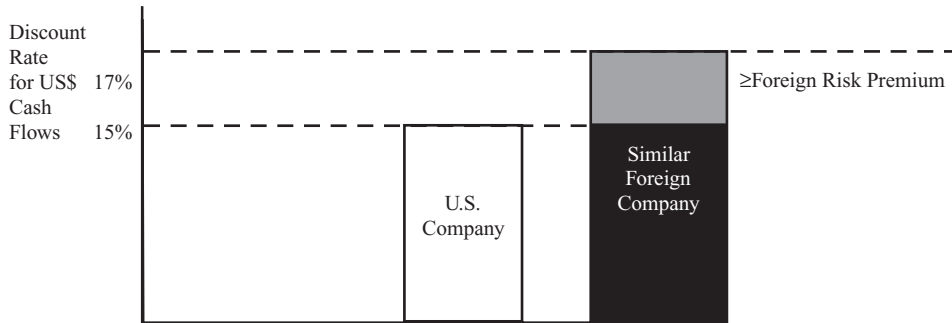 Discount
Rate
for US$ 17%
Cash
Flows 15%
≥Foreign Risk Premium
U.S.
Company
Similar
Foreign
Company